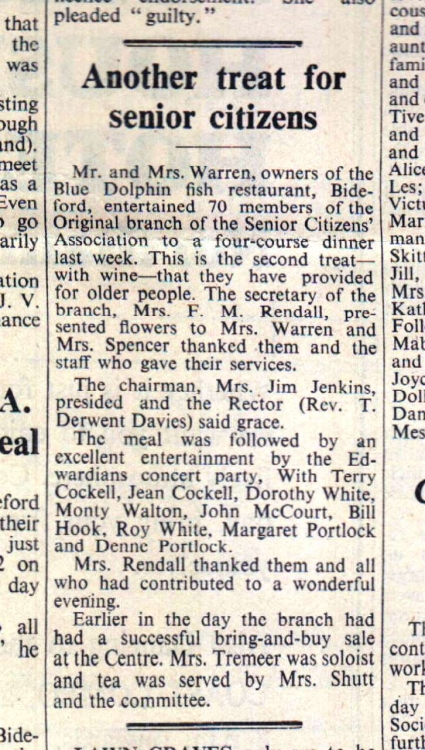 pleaded "guilty."
Another treat for
senior citizens
Mr. and Mrs. Warren, owners of the
Blue Dolphin fish restaurant, Bide-
ford, entertained 70 members of the
Original branch of the Senior Citizens'
Association to a four-course dinner
last week. This is the second treat—
with wine—that they have provided
for older people. The secretary of the
branch, Mrs. F. M. Rendall, pre-
sented flowers to Mrs. Warren and
Mrs. Spencer thanked them and the
staff who gave their services.
The chairman, Mrs. Jim Jenkins,
presided and the Rector (Rev. T.
Derwent Davies) said grace.
The meal was followed by an
excellent entertainment by the Ed-
wardians concert party, With Terry
Cockell, Jean Cockell, Dorothy White,
Monty Walton, John McCourt, Bill
Hook, Roy White, Margaret Portlock
and Denne Portlock.
Mrs. Rendall thanked them and all
who had contributed to a wonderful
evening.
Earlier in the day the branch had
had a successful bring-and-buy sale
at the Centre. Mrs. Tremeer was soloist
and tea was served by Mrs. Shutt
and the committee.